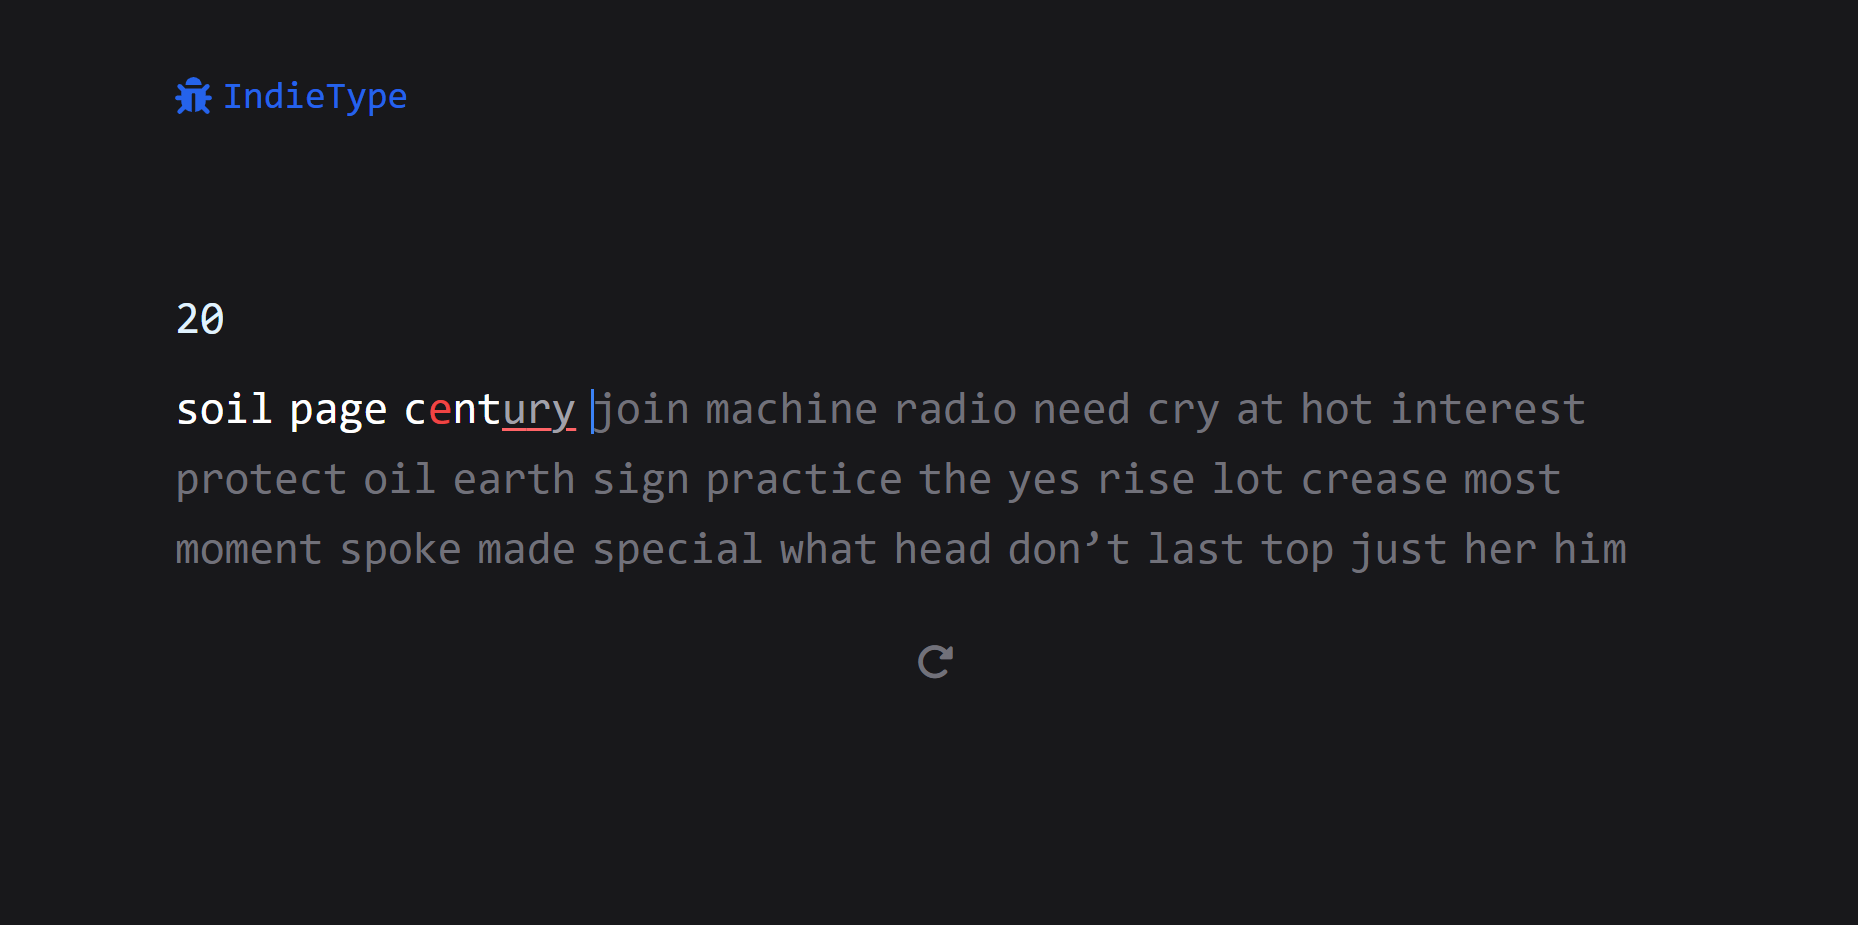 IndieType
20
soil page century join machine radio need cry at hot interest
protect oil earth sign practice the yes rise lot crease most
moment spoke made special what head don’t last top just her him